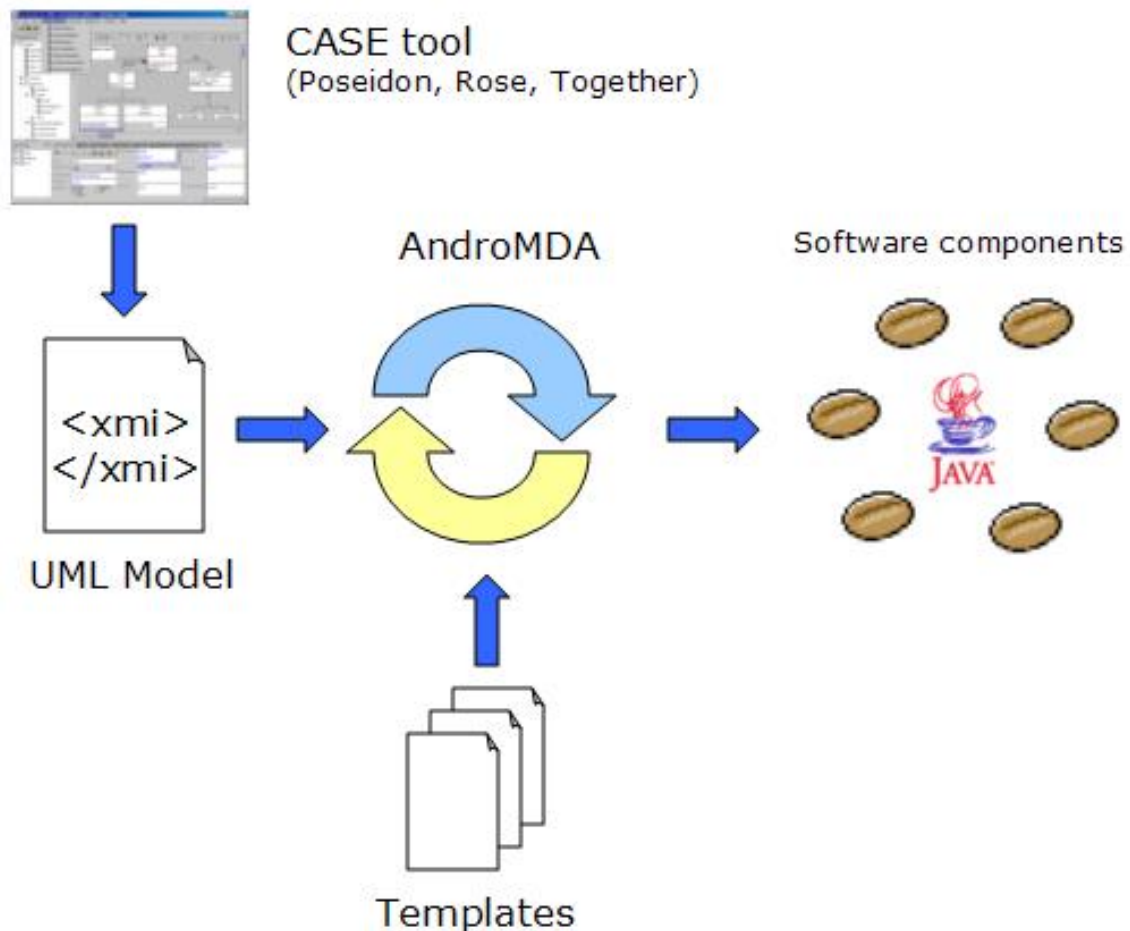 CASE tool
(Poseidon, Rose, Together)
AndroMDA
Software components
<xmi>
</xmi>
JAVA
UML Model
Templates